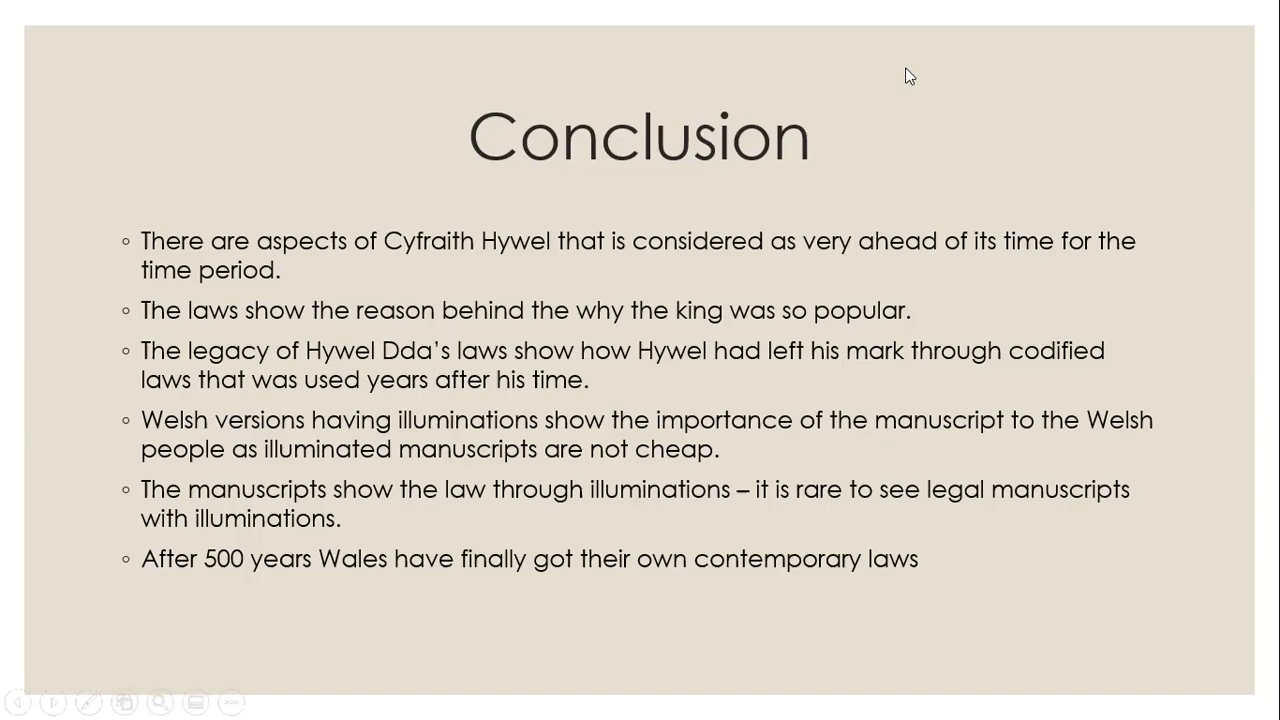 Conclusion
◦ There are aspects of Cyfraith Hywel that is considered as very ahead of its time for the
time period.
◦ The laws show the reason behind the why the king was so popular.
◦ The legacy of Hywel Dda’s laws show how Hywel had left his mark through codified
laws that was used years after his time.
◦ Welsh versions having illuminations show the importance of the manuscript to the Welsh
people as illuminated manuscripts are not cheap.
◦ The manuscripts show the law through illuminations – it is rare to see legal manuscripts
with illuminations.
◦ After 500 years Wales have finally got their own contemporary laws